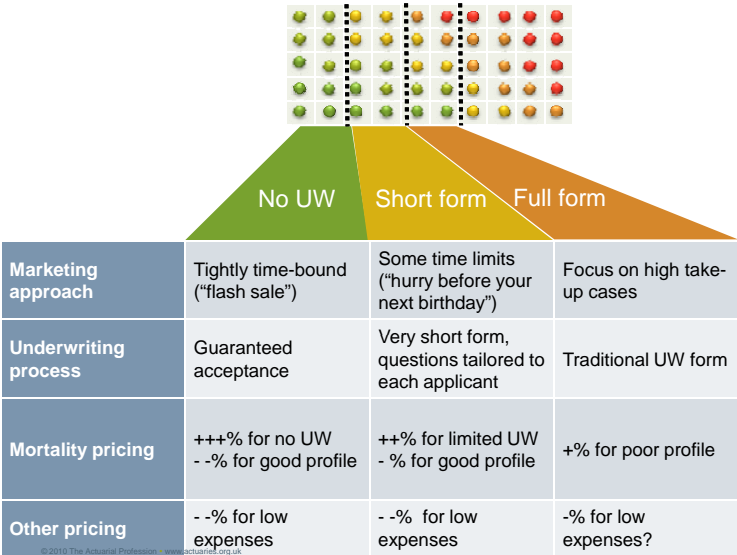 No UW
Short form
Full form
Marketing
approach
Tightly time-bound
(“flash sale”)
Some time limits
(“hurry before your
next birthday”)
Focus on high take-
up cases
Underwriting
process
Guaranteed
acceptance
Very short form,
questions tailored to
each applicant
Traditional UW form
Mortality pricing
+++% for no UW
- -% for good profile
++% for limited UW
- % for good profile
+% for poor profile
Other pricing
- -% for low
expenses
- -%  for low
expenses
-% for low
expenses?
© 2010 The Actuarial Profession • www.actuaries.org.uk